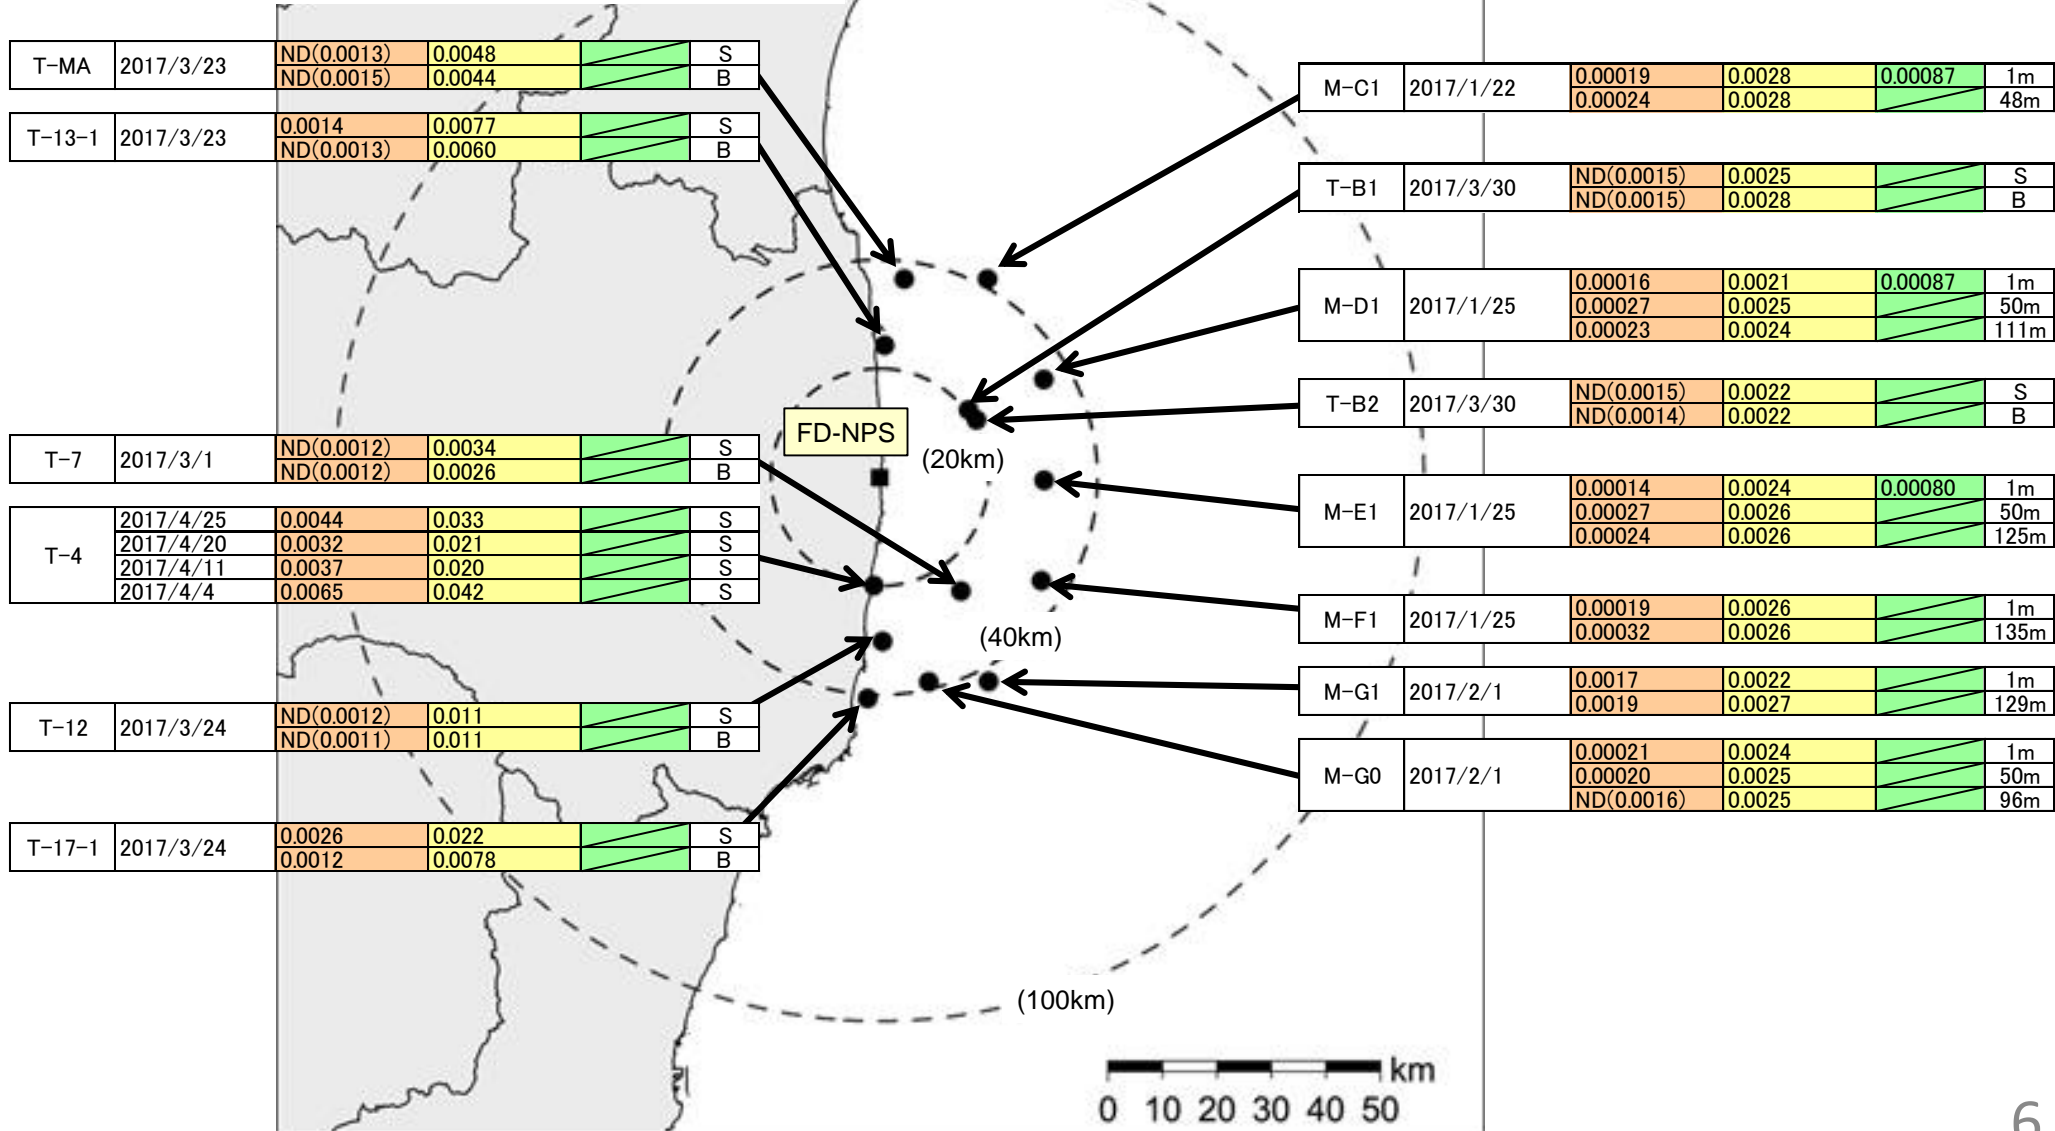 T-MA 2017/3/23 ND(0.0013) 0.0048 S
ND(0.0015) 0.0044 B
T-13-1 2017/3/23 0.0014 0.0077 S
ND(0.0013) 0.0060 B
T-7 2017/3/1 ND(0.0012) 0.0034 S
ND(0.0012) 0.0026 B
T-4 2017/4/25 0.0044 0.033 S
2017/4/20 0.0032 0.021 S
2017/4/11 0.0037 0.020 S
2017/4/4 0.0065 0.042 S
T-12 2017/3/24 ND(0.0012) 0.011 S
ND(0.0011) 0.011 B
T-17-1 2017/3/24 0.0026 0.022 S
0.0012 0.0078 B
FD-NPS
(20km)
(40km)
(100km)
M-C1 2017/1/22 0.00019 0.0028 0.00087 1m
0.00024 0.0028 48m
T-B1 2017/3/30 ND(0.0015) 0.0025 S
ND(0.0015) 0.0028 B
M-D1 2017/1/25 0.00016 0.0021 0.00087 1m
0.00027 0.0025 50m
0.00023 0.0024 111m
T-B2 2017/3/30 ND(0.0015) 0.0022 S
ND(0.0014) 0.0022 B
M-E1 2017/1/25 0.00014 0.0024 0.00080 1m
0.00027 0.0026 50m
0.00024 0.0026 125m
M-F1 2017/1/25 0.00019 0.0026 1m
0.00032 0.0026 135m
M-G1 2017/2/1 0.0017 0.0022 1m
0.0019 0.0027 129m
M-G0 2017/2/1 0.00021 0.0024 1m
0.00020 0.0025 50m
ND(0.0016) 0.0025 96m
km
0 10 20 30 40 50
6